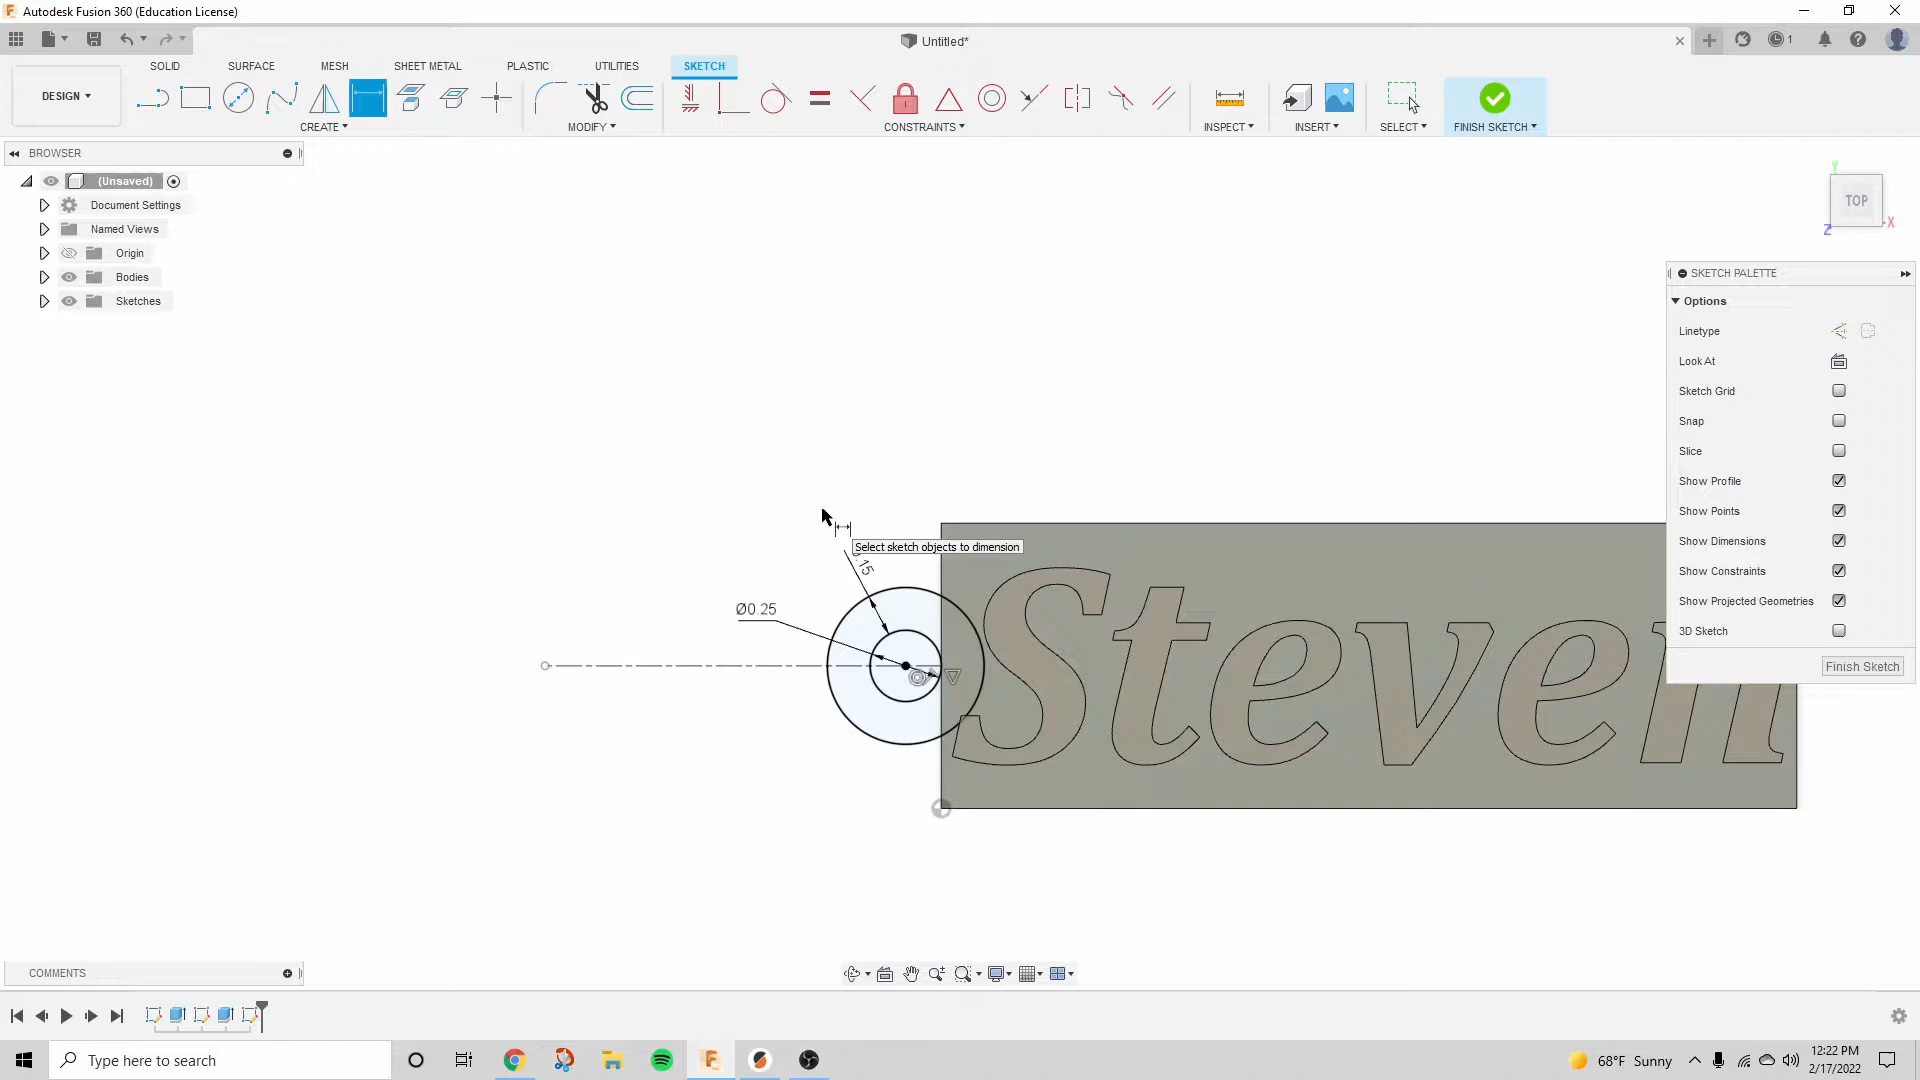 Autodesk Fusion 360 (Education License)
Untitled*
1
SOLID SURFACE MESH SHEET METAL PLASTIC UTILITIES SKETCH
DESIGN
CREATE MODIFY CONSTRAINTS INSPECT INSERT SELECT FINISH SKETCH
BROWSER
(Unsaved)
Document Settings
Named Views
Origin
Bodies
Sketches
Y
TOP
X
Z
SKETCH PALETTE
Options
Linetype
Look At
Sketch Grid
Snap
Slice
Show Profile
Show Points
Show Dimensions
Show Constraints
Show Projected Geometries
3D Sketch
Finish Sketch
Select sketch objects to dimension
.15
Ø0.25
Steven
COMMENTS
Type here to search
68°F Sunny
12:22 PM
2/17/2022